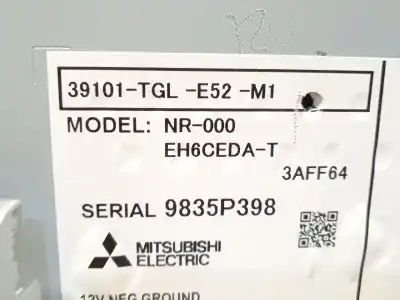 39101-TGL -E52 -M1
MODEL: NR-000
EH6CEDA-T
3AFF64
SERIAL 9835P398
MITSUBISHI
ELECTRIC
12V NEG GROUND